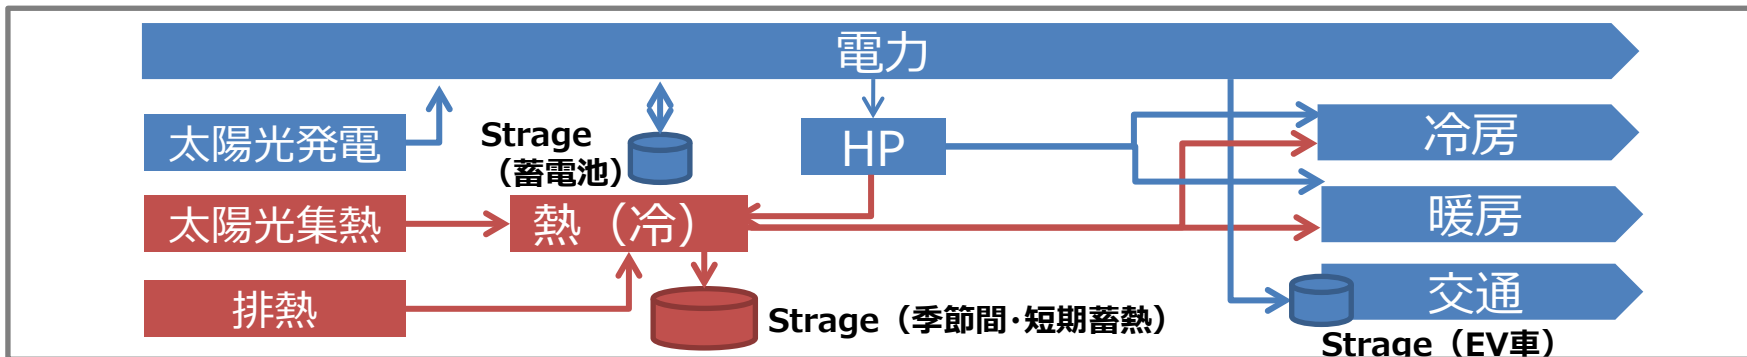 電力
太陽光発電
Strage
（蓄電池）
HP
冷房
太陽光集熱
熱（冷）
暖房
排熱
Strage（季節間･短期蓄熱）
交通
Strage（EV車）